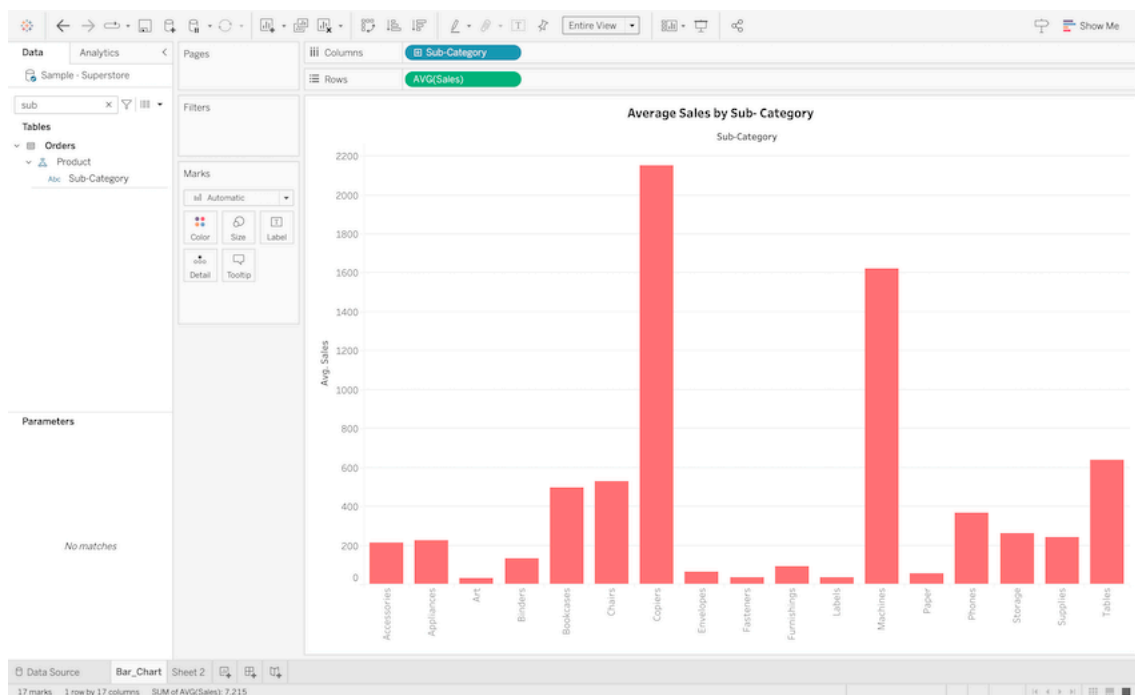 Entire View
Show Me
Data
Analytics
Pages
Columns
Sub-Category
Sample - Superstore
Rows
AVG(Sales)
sub
Filters
Tables
Orders
Product
Abc Sub-Category
Marks
Automatic
Color
Size
Label
Detail
Tooltip
Average Sales by Sub- Category
Sub-Category
2200
2000
1800
1600
1400
1200
1000
800
600
400
200
0
Avg. Sales
Accessories
Appliances
Art
Binders
Bookcases
Chairs
Copiers
Envelopes
Fasteners
Furnishings
Labels
Machines
Paper
Phones
Storage
Supplies
Tables
Parameters
No matches
Data Source
Bar_Chart
Sheet 2
17 marks
1 row by 17 columns
SUM of AVG(Sales): 7,215